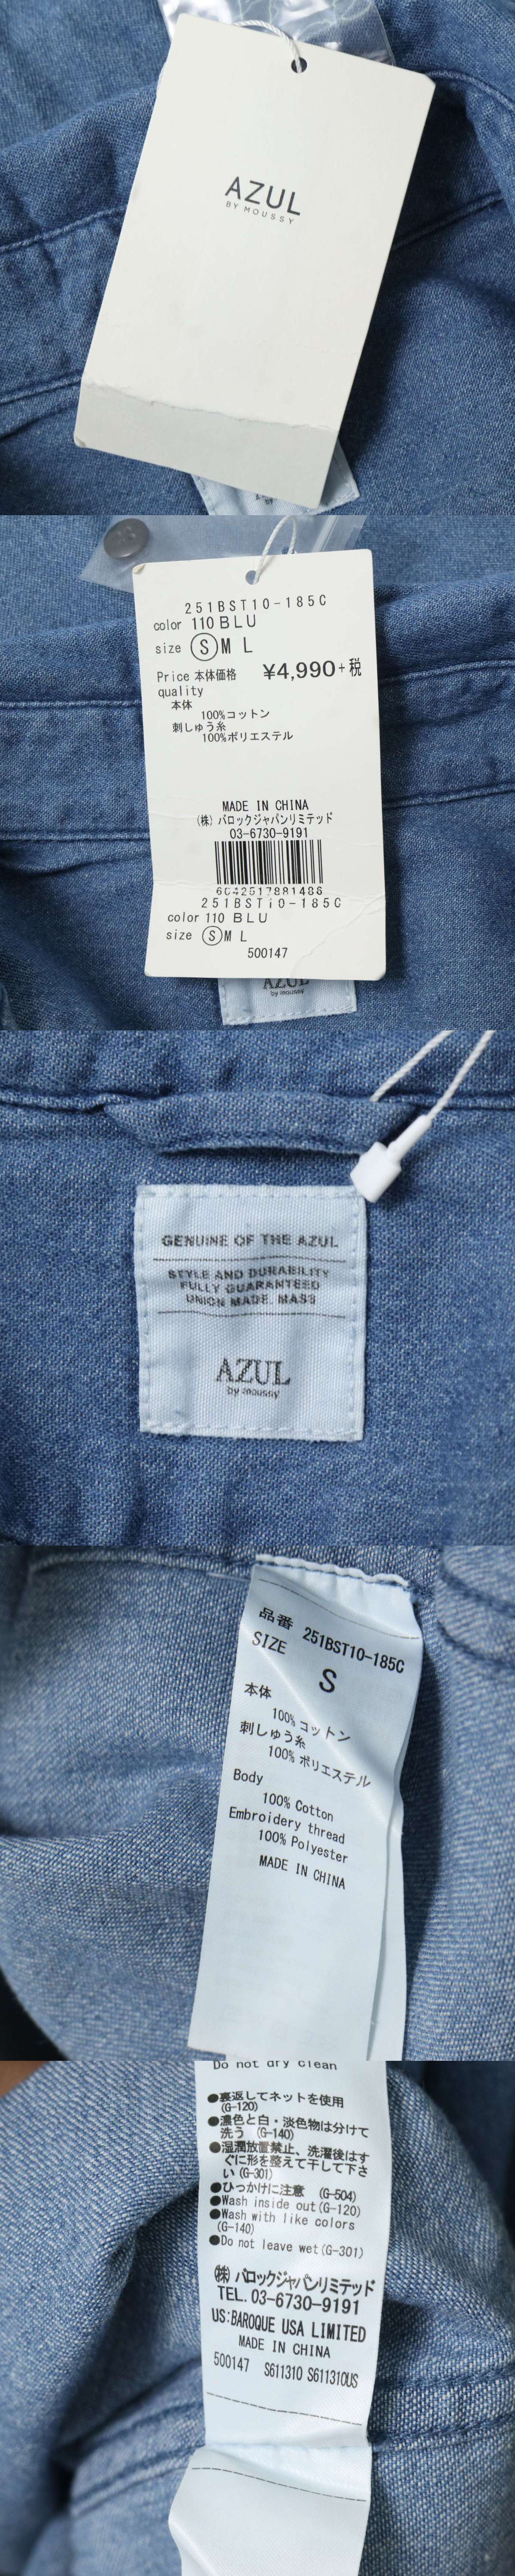 AZUL
BY MOUSSY
251BST10-185C
color 110 BLU
size S M L
Price 本体価格 ¥4,990+税
quality
本体
100%コットン
刺しゅう糸
100%ポリエステル
MADE IN CHINA
(株) バロックジャパンリミテッド
03-6730-9191
6042517881488
251BST10-185C
color 110 BLU
size S M L
500147
AZUL
by moussy
GENUINE OF THE AZUL
STYLE AND DURABILITY
FULLY GUARANTEED
UNION MADE. MASS
AZUL
by moussy
品番 251BST10-185C
SIZE S
本体
100% コットン
刺しゅう糸
100% ポリエステル
Body
100% Cotton
Embroidery thread
100% Polyester
MADE IN CHINA
Do not dry clean
●裏返してネットを使用
(G-120)
●濃色と白・淡色物は分けて
洗う (G-140)
●湿潤放置禁止、洗濯後はす
ぐに形を整えて干して下さ
い(G-301)
●ひっかけに注意 (G-504)
●Wash inside out(G-120)
●Wash with like colors
(G-140)
●Do not leave wet(G-301)
(株) バロックジャパンリミテッド
TEL. 03-6730-9191
US:BAROQUE USA LIMITED
MADE IN CHINA
500147 S611310 S611310US